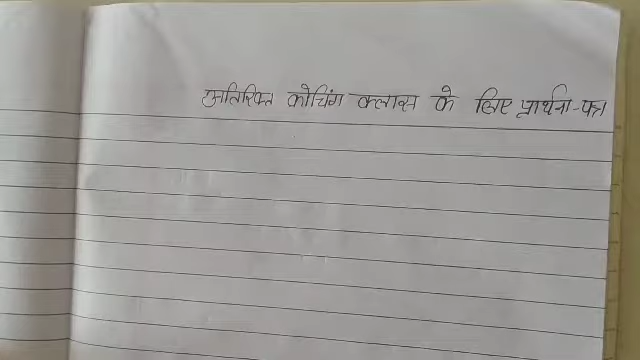 अतिरिक्त कोचिंग क्लास के लिए प्रार्थना-पत्र